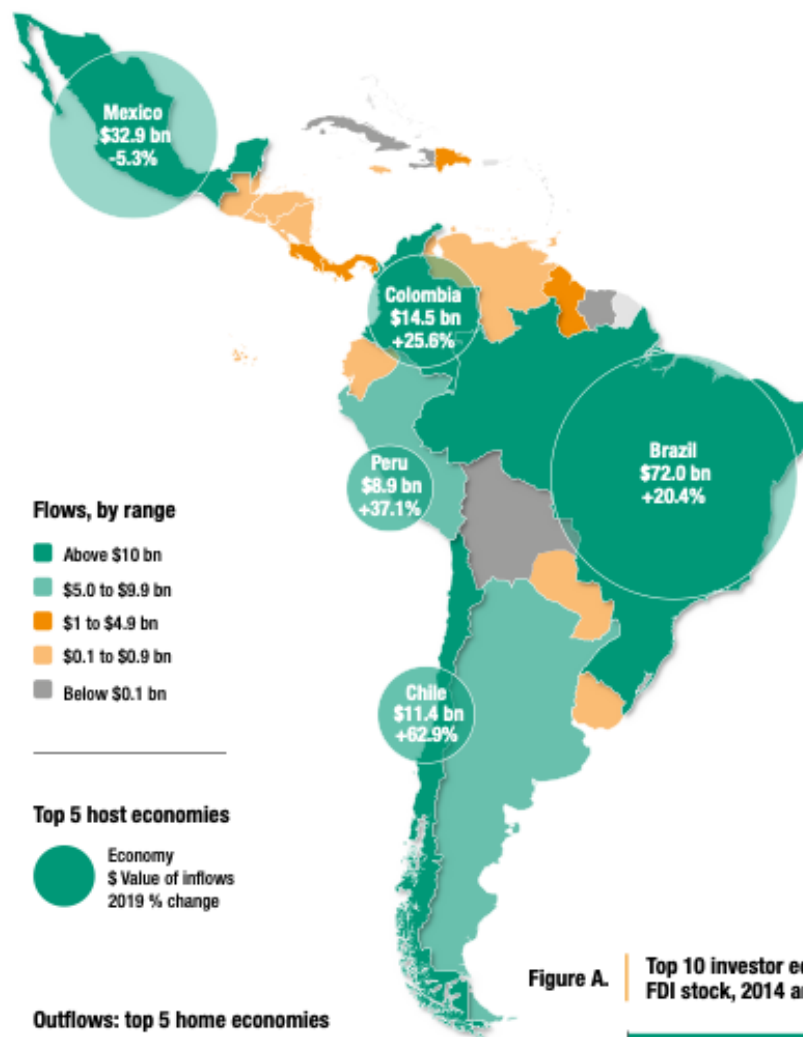 Mexico
$32.9 bn
-5.3%
Colombia
$14.5 bn
+25.6%
Brazil
$72.0 bn
+20.4%
Peru
$8.9 bn
+37.1%
Flows, by range
Above $10 bn
$5.0 to $9.9 bn
$1 to $4.9 bn
$0.1 to $0.9 bn
Below $0.1 bn
Chile
$11.4 bn
+62.9%
Top 5 host economies
Economy
$ Value of inflows
2019 % change
Figure A.
Top 10 investor
FDI stock, 2014
Outflows: top 5 home economies